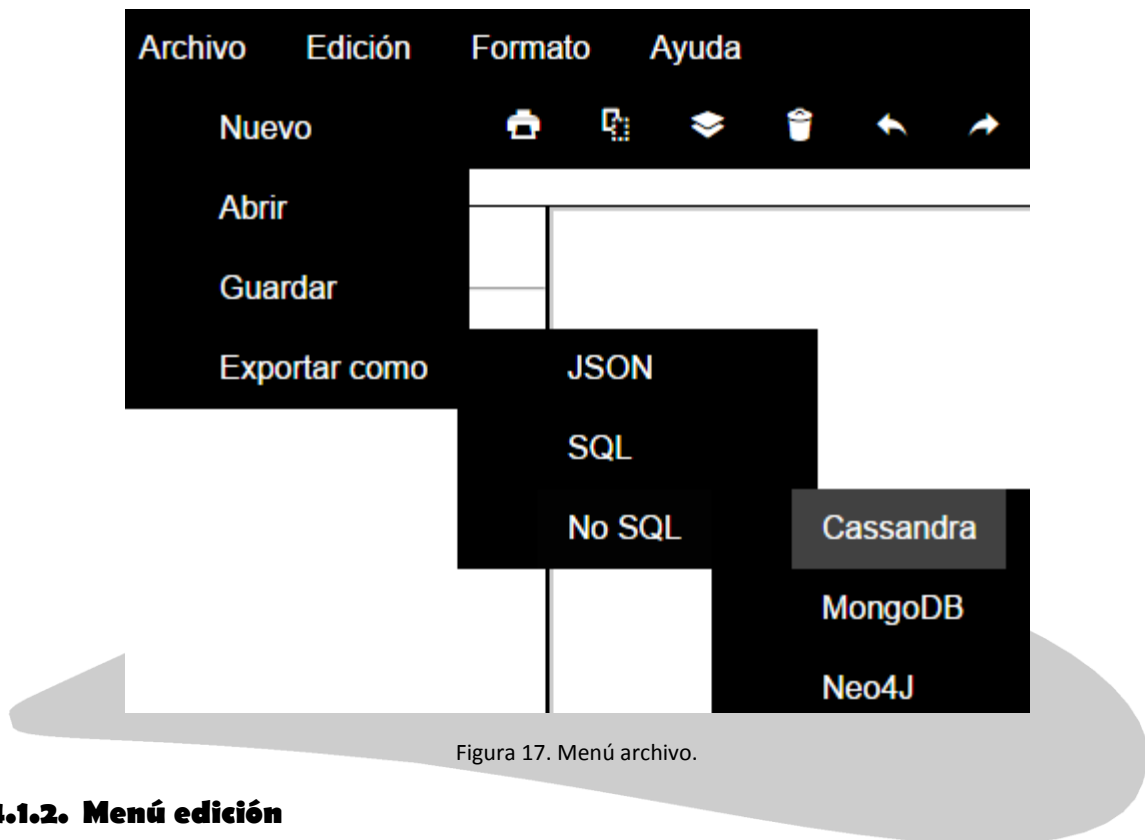 Archivo Edición Formato Ayuda
Nuevo
Abrir
Guardar
Exportar como JSON
SQL
No SQL Cassandra
MongoDB
Neo4J
Figura 17. Menú archivo.
4.1.2. Menú edición